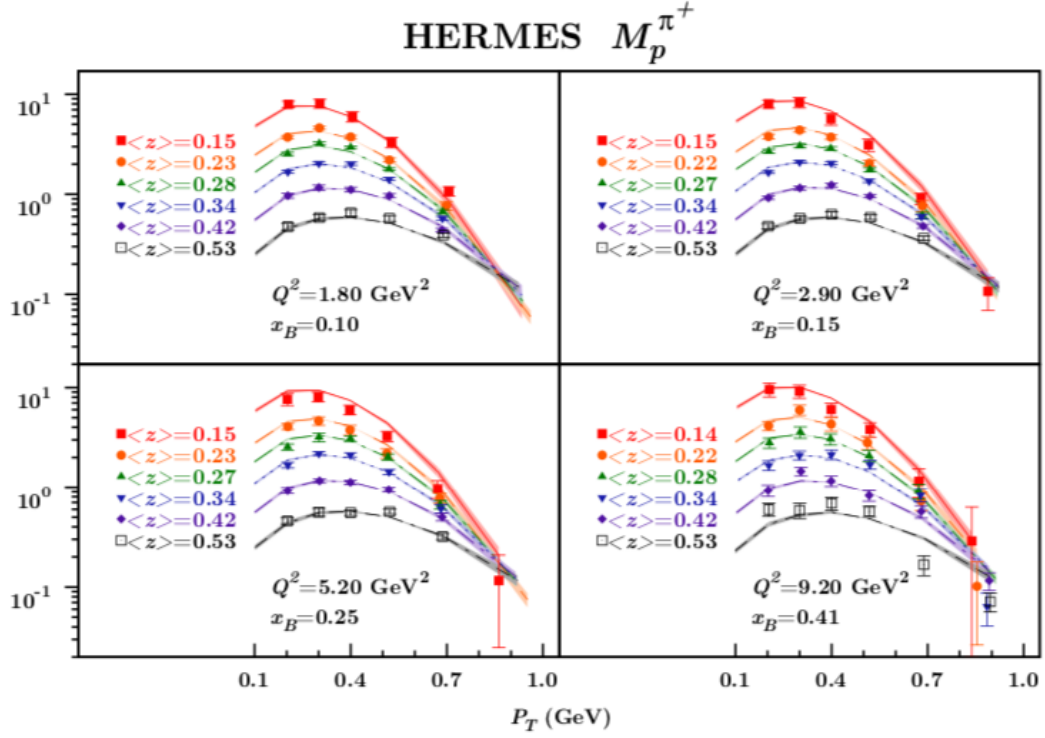 HERMES M_p^{π^+}
10^1
10^0
10^{-1}
<z>=0.15
<z>=0.23
<z>=0.28
<z>=0.34
<z>=0.42
<z>=0.53
Q^2=1.80 GeV^2
x_B=0.10
<z>=0.15
<z>=0.22
<z>=0.27
<z>=0.34
<z>=0.42
<z>=0.53
Q^2=2.90 GeV^2
x_B=0.15
10^1
10^0
10^{-1}
<z>=0.15
<z>=0.23
<z>=0.27
<z>=0.34
<z>=0.42
<z>=0.53
Q^2=5.20 GeV^2
x_B=0.25
<z>=0.14
<z>=0.22
<z>=0.28
<z>=0.34
<z>=0.42
<z>=0.53
Q^2=9.20 GeV^2
x_B=0.41
0.1 0.4 0.7 1.0 0.1 0.4 0.7 1.0
P_T (GeV)